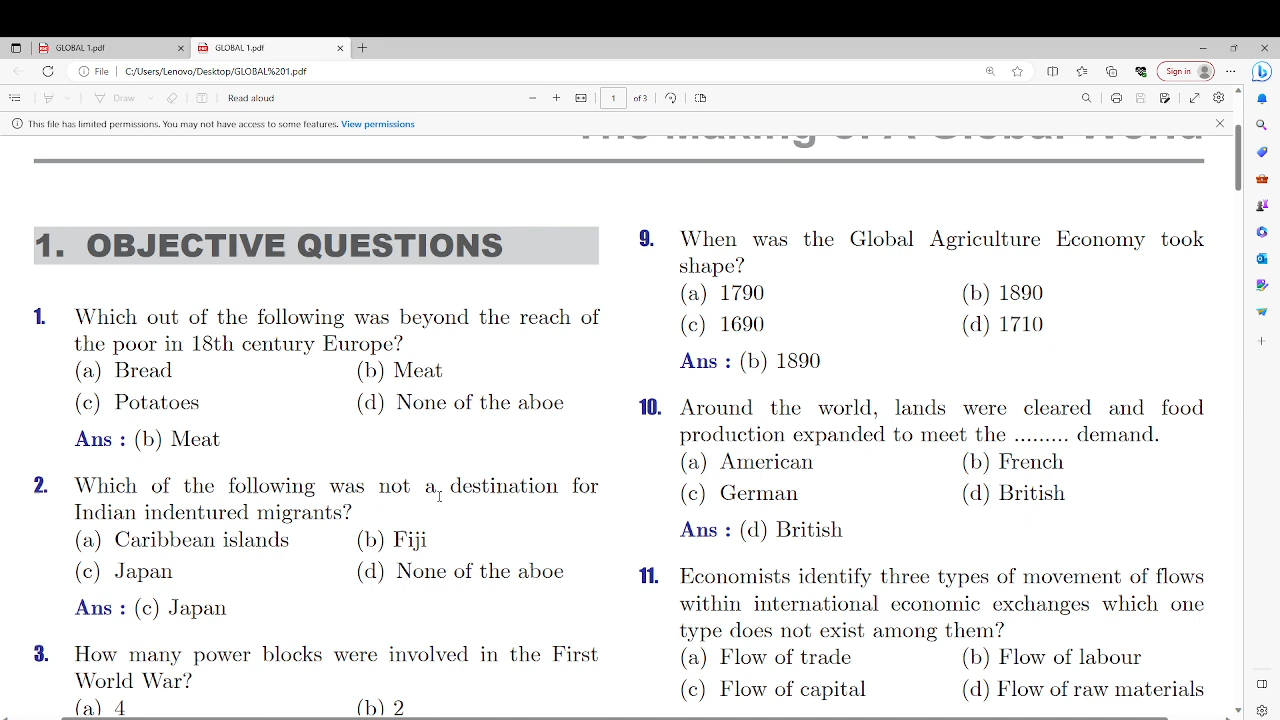 GLOBAL 1.pdf
GLOBAL 1.pdf
File C:/Users/Lenovo/Desktop/GLOBAL%201.pdf
Sign in
Draw
Read aloud
1 of 3
This file has limited permissions. You may not have access to some features. View permissions
The Making of A Global World
1. OBJECTIVE QUESTIONS
1. Which out of the following was beyond the reach of
the poor in 18th century Europe?
(a) Bread (b) Meat
(c) Potatoes (d) None of the aboe
Ans : (b) Meat
2. Which of the following was not a destination for
Indian indentured migrants?
(a) Caribbean islands (b) Fiji
(c) Japan (d) None of the aboe
Ans : (c) Japan
3. How many power blocks were involved in the First
World War?
(a) 4 (b) 2
9. When was the Global Agriculture Economy took
shape?
(a) 1790 (b) 1890
(c) 1690 (d) 1710
Ans : (b) 1890
10. Around the world, lands were cleared and food
production expanded to meet the ......... demand.
(a) American (b) French
(c) German (d) British
Ans : (d) British
11. Economists identify three types of movement of flows
within international economic exchanges which one
type does not exist among them?
(a) Flow of trade (b) Flow of labour
(c) Flow of capital (d) Flow of raw materials